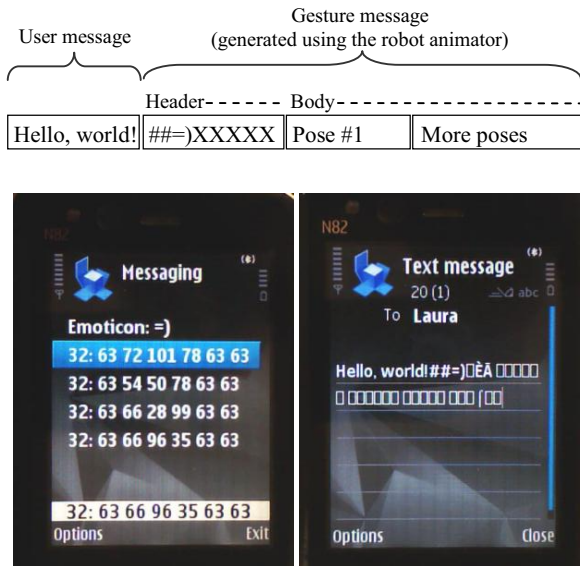 Gesture message
(generated using the robot animator)
User message
Header------ Body----------------------
Hello, world! ##=)XXXXX Pose #1 More poses
N82
Messaging
Emoticon: =)
32: 63 72 101 78 63 63
32: 63 54 50 78 63 63
32: 63 66 28 99 63 63
32: 63 66 96 35 63 63
32: 63 66 96 35 63 63
Options Exit
N82
Text message
20 (1) abc
To Laura
Hello, world!##=)▯ÈÃ ▯▯▯▯▯
▯ ▯▯▯▯▯▯ ▯▯▯▯▯ ▯▯▯ ⌠▯▯
Options Close